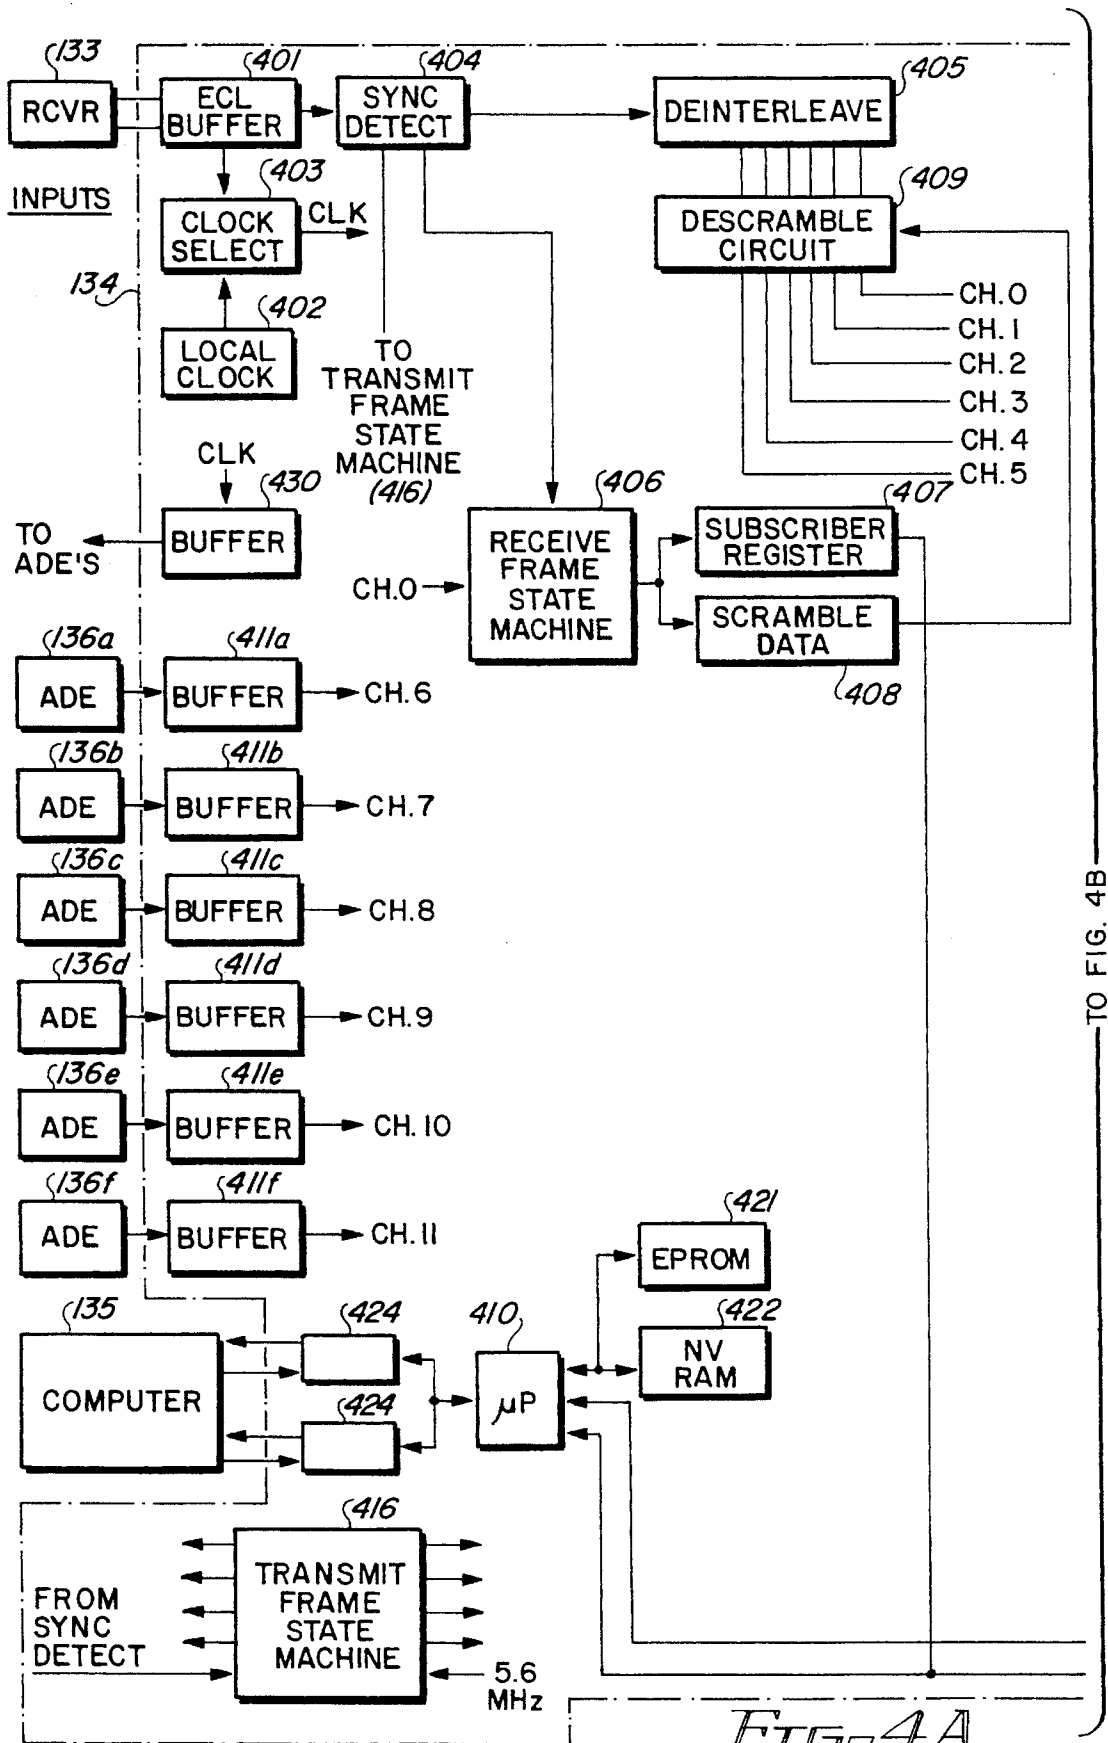 133
401
404
405
RCVR
ECL
BUFFER
SYNC
DETECT
DEINTERLEAVE
INPUTS
403
409
CLOCK
SELECT
CLK
DESCRAMBLE
CIRCUIT
134
402
LOCAL
CLOCK
TO
TRANSMIT
FRAME
STATE
MACHINE
(416)
CH.0
CH.1
CH.2
CH.3
CH.4
CH.5
CLK
430
BUFFER
TO
ADE'S
406
RECEIVE
FRAME
STATE
MACHINE
CH.0
407
SUBSCRIBER
REGISTER
SCRAMBLE
DATA
408
136a
411a
ADE
BUFFER
CH.6
136b
411b
ADE
BUFFER
CH.7
136c
411c
ADE
BUFFER
CH.8
136d
411d
ADE
BUFFER
CH.9
136e
411e
ADE
BUFFER
CH.10
136f
411f
ADE
BUFFER
CH.11
TO FIG. 4B
421
EPROM
422
NV
RAM
135
COMPUTER
424
424
410
μP
416
TRANSMIT
FRAME
STATE
MACHINE
FROM
SYNC
DETECT
5.6
MHz
FIG. 4A